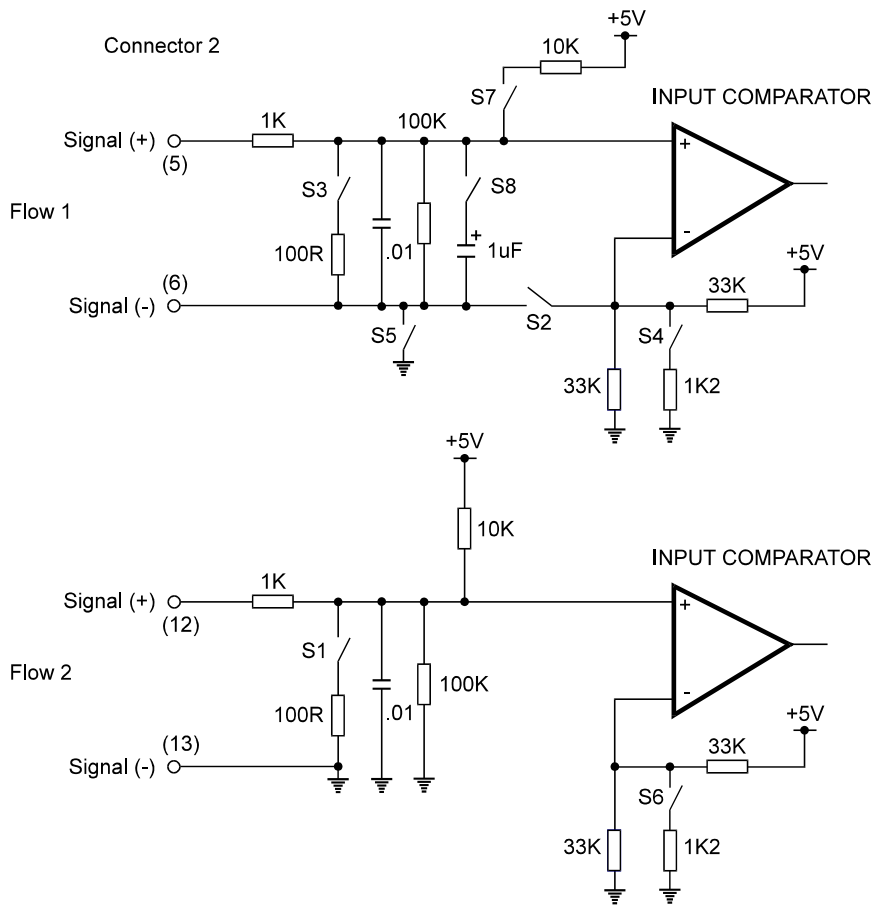 Connector 2
+5V
10K
S7
INPUT COMPARATOR
1K
100K
Signal (+)
(5)
+
S3
S8
Flow 1
100R
.01
+
1uF
-
+5V
(6)
33K
Signal (-)
S5
S2
S4
33K
1K2
+5V
10K
INPUT COMPARATOR
1K
Signal (+)
(12)
+
S1
Flow 2
100K
100R
.01
-
+5V
(13)
33K
Signal (-)
S6
33K
1K2